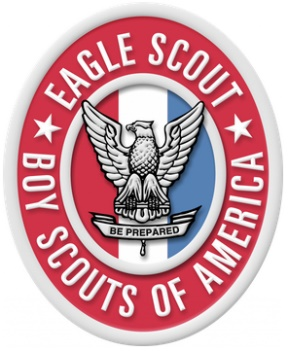 EAGLE SCOUT
BE PREPARED
BOY SCOUTS OF AMERICA